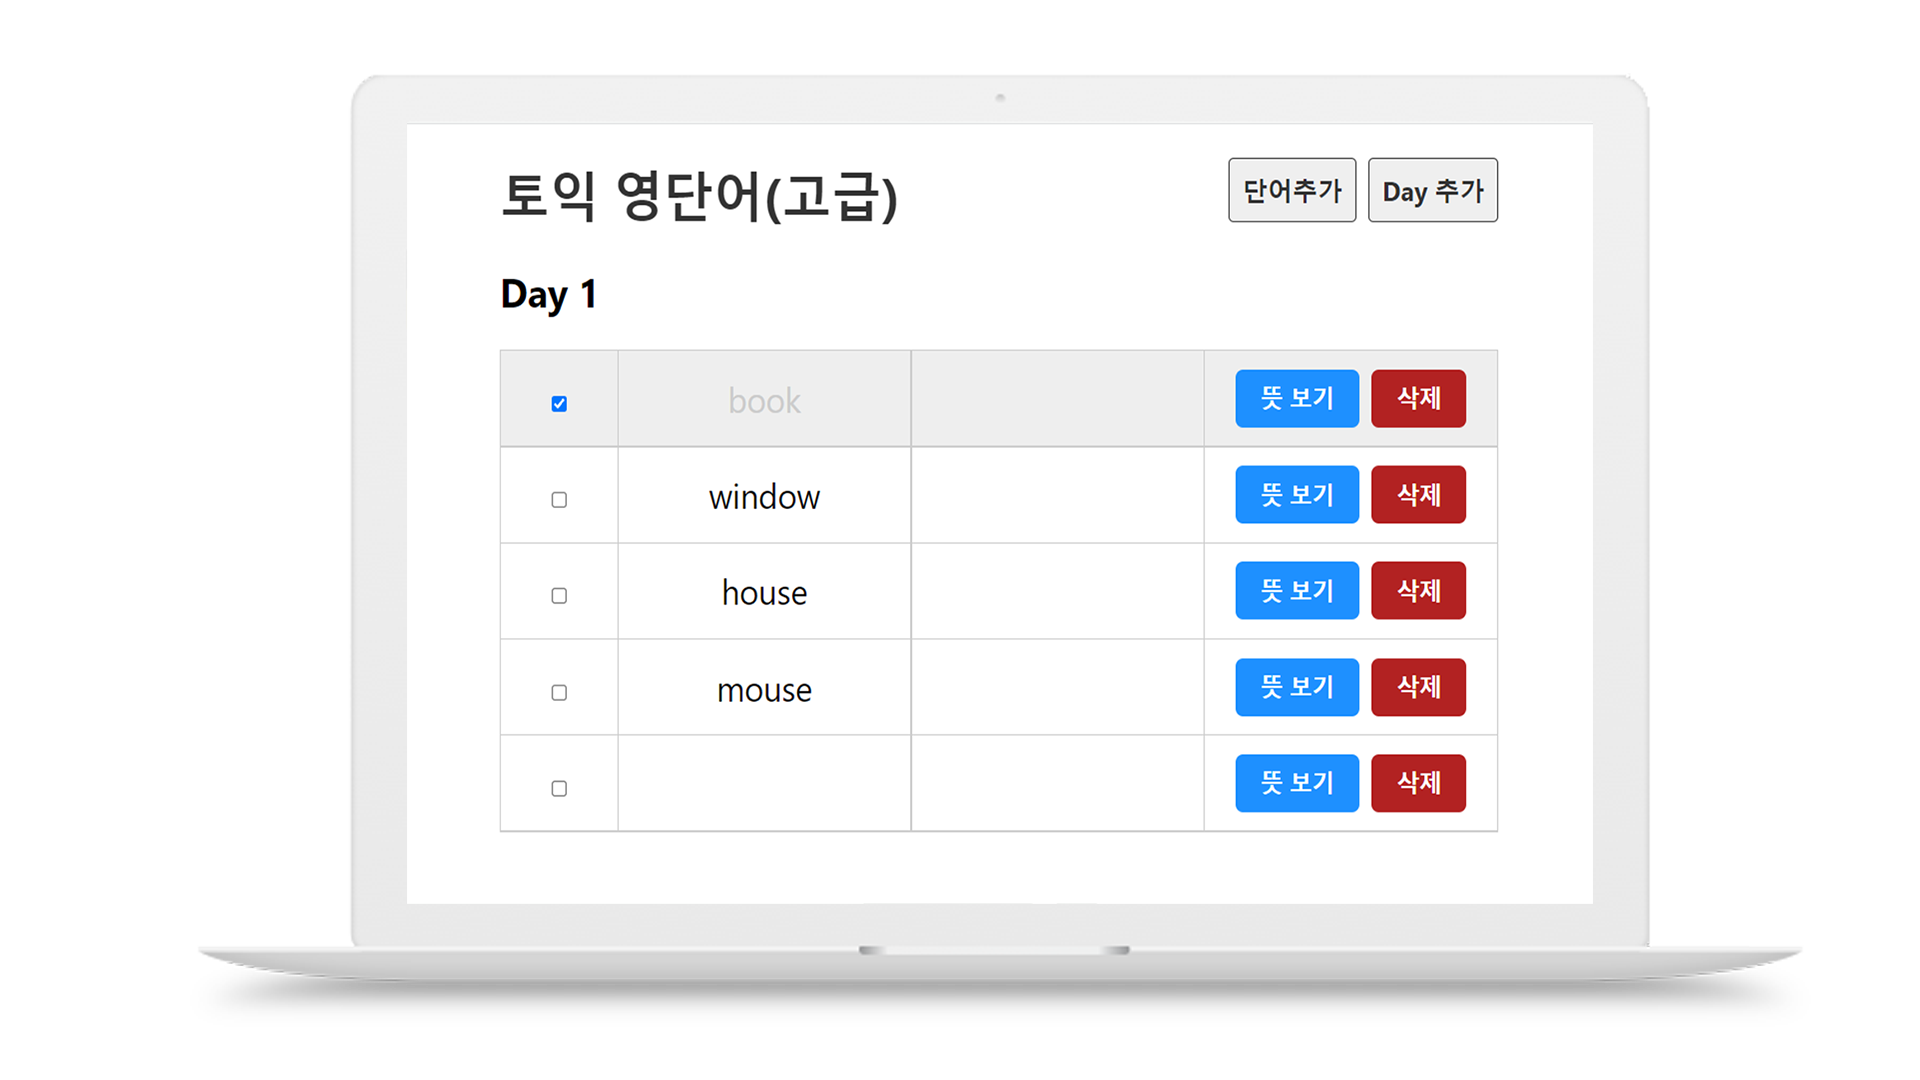 토익 영단어(고급)
단어추가 Day 추가
Day 1
book 뜻 보기 삭제
window 뜻 보기 삭제
house 뜻 보기 삭제
mouse 뜻 보기 삭제
뜻 보기 삭제